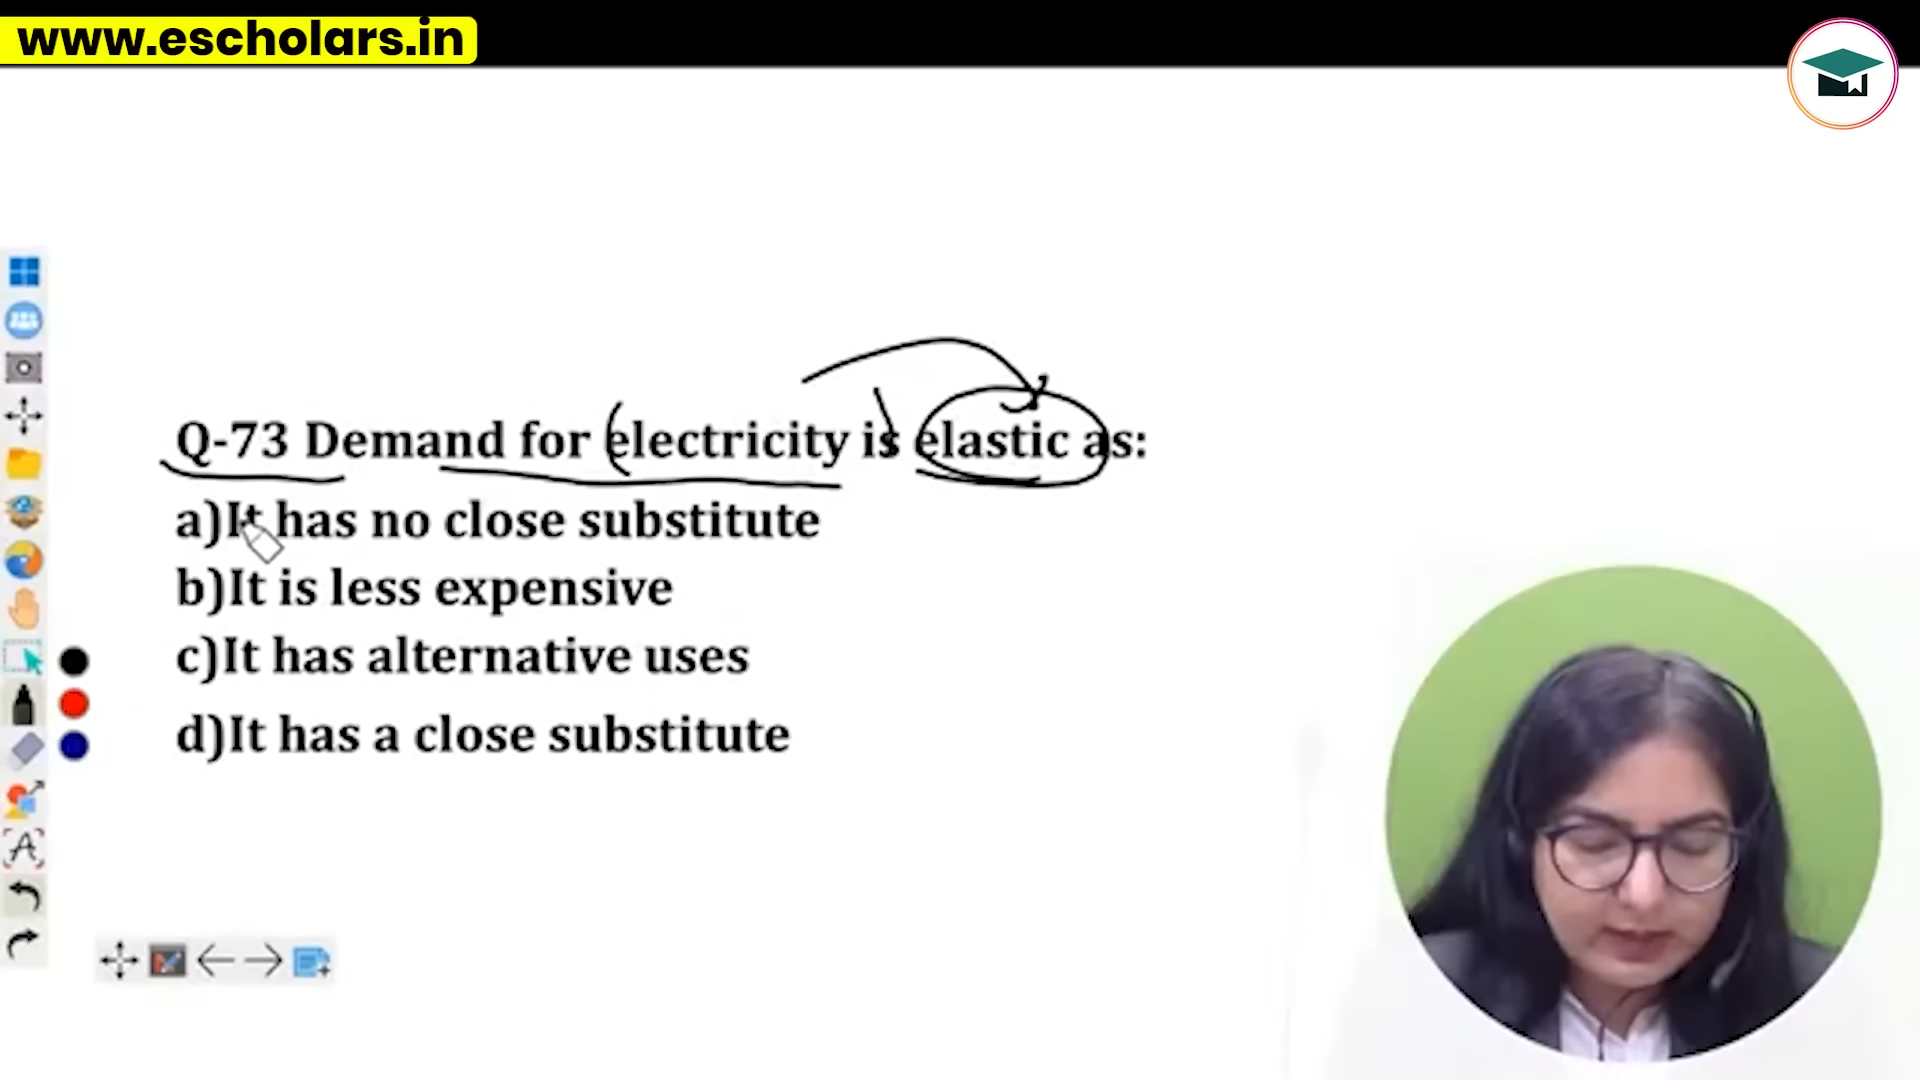 www.escholars.in
Q-73 Demand for electricity is elastic as:
a)It has no close substitute
b)It is less expensive
c)It has alternative uses
d)It has a close substitute